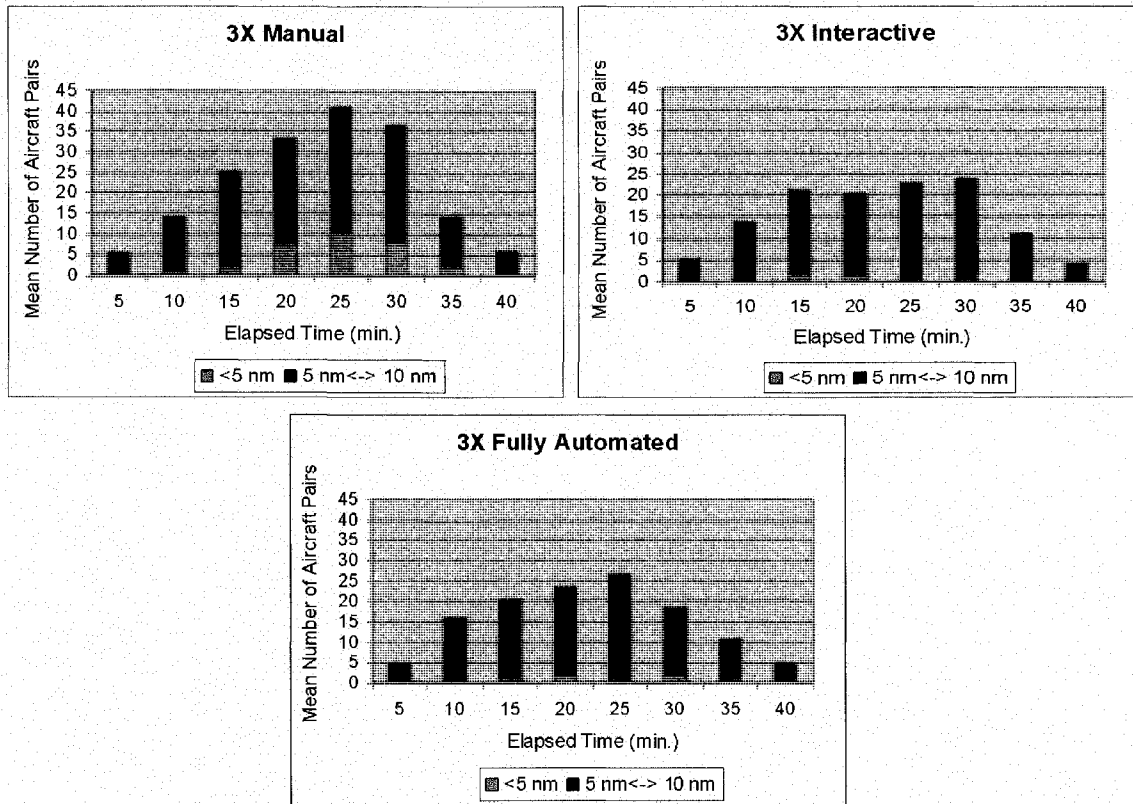 3X Manual
Mean Number of Aircraft Pairs
45
40
35
30
25
20
15
10
5
0
5 10 15 20 25 30 35 40
Elapsed Time (min.)
<5 nm 5 nm<-> 10 nm
3X Interactive
Mean Number of Aircraft Pairs
45
40
35
30
25
20
15
10
5
0
5 10 15 20 25 30 35 40
Elapsed Time (min.)
<5 nm 5 nm<-> 10 nm
3X Fully Automated
Mean Number of Aircraft Pairs
45
40
35
30
25
20
15
10
5
0
5 10 15 20 25 30 35 40
Elapsed Time (min.)
<5 nm 5 nm<-> 10 nm